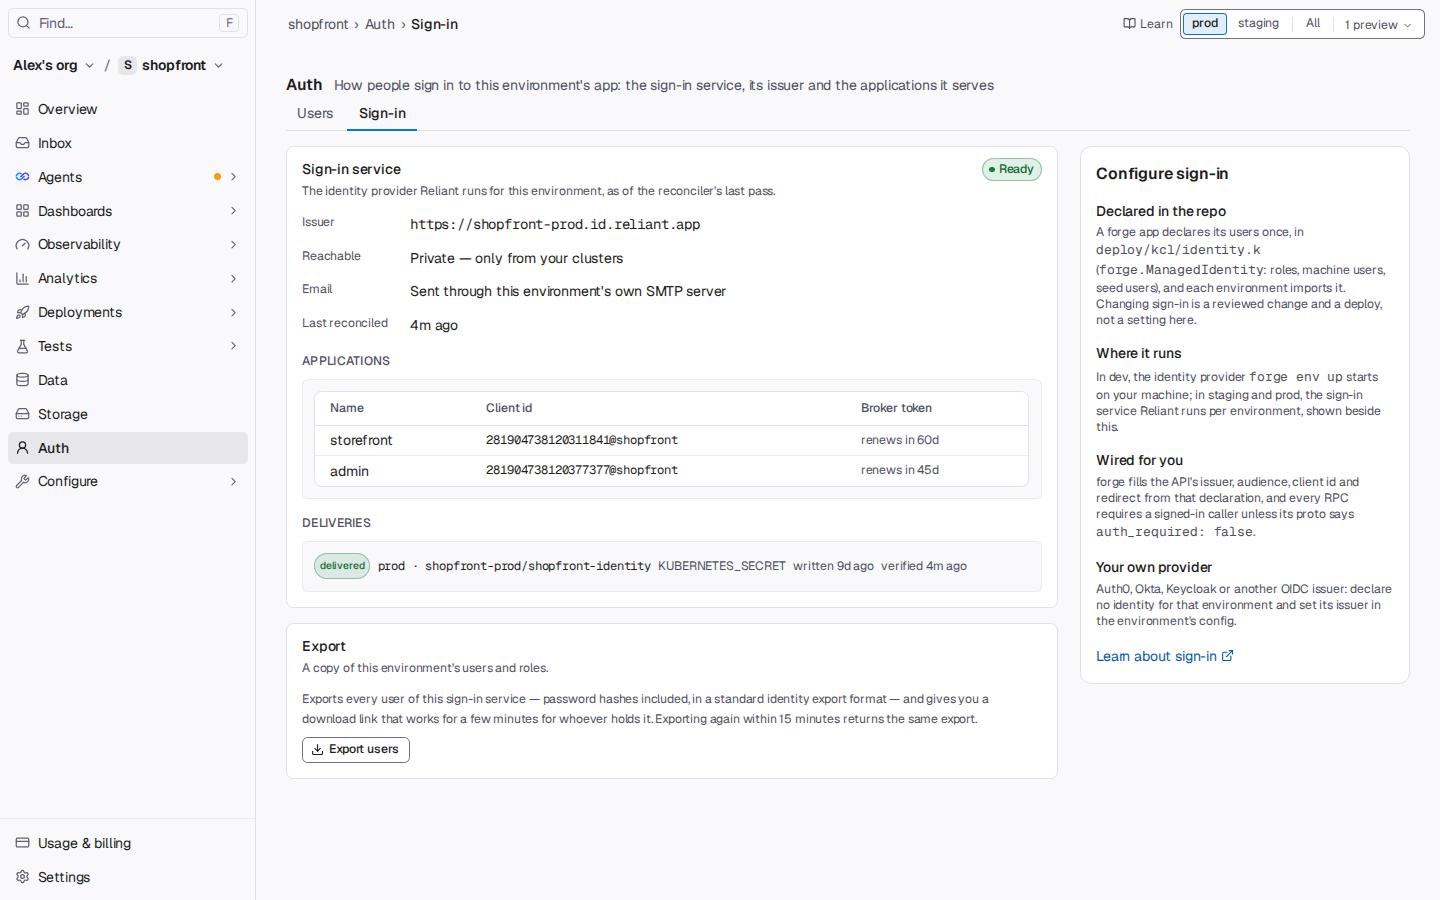 Find...
F
Alex's org / S shopfront
Overview
Inbox
Agents
Dashboards
Observability
Analytics
Deployments
Tests
Data
Storage
Auth
Configure
Usage & billing
Settings
shopfront › Auth › Sign-in
Learn
prod staging All 1 preview
Auth How people sign in to this environment's app: the sign-in service, its issuer and the applications it serves
Users Sign-in
Sign-in service
Ready
The identity provider Reliant runs for this environment, as of the reconciler's last pass.
Issuer https://shopfront-prod.id.reliant.app
Reachable Private — only from your clusters
Email Sent through this environment's own SMTP server
Last reconciled 4m ago
APPLICATIONS
Name Client id Broker token
storefront 281904738120311841@shopfront renews in 60d
admin 281904738120377377@shopfront renews in 45d
DELIVERIES
delivered prod · shopfront-prod/shopfront-identity KUBERNETES_SECRET written 9d ago verified 4m ago
Export
A copy of this environment's users and roles.
Exports every user of this sign-in service — password hashes included, in a standard identity export format — and gives you a
download link that works for a few minutes for whoever holds it. Exporting again within 15 minutes returns the same export.
Export users
Configure sign-in
Declared in the repo
A forge app declares its users once, in
deploy/kcl/identity.k
(forge.ManagedIdentity: roles, machine users,
seed users), and each environment imports it.
Changing sign-in is a reviewed change and a deploy,
not a setting here.
Where it runs
In dev, the identity provider forge env up starts
on your machine; in staging and prod, the sign-in
service Reliant runs per environment, shown beside
this.
Wired for you
forge fills the API's issuer, audience, client id and
redirect from that declaration, and every RPC
requires a signed-in caller unless its proto says
auth_required: false.
Your own provider
Auth0, Okta, Keycloak or another OIDC issuer: declare
no identity for that environment and set its issuer in
the environment's config.
Learn about sign-in